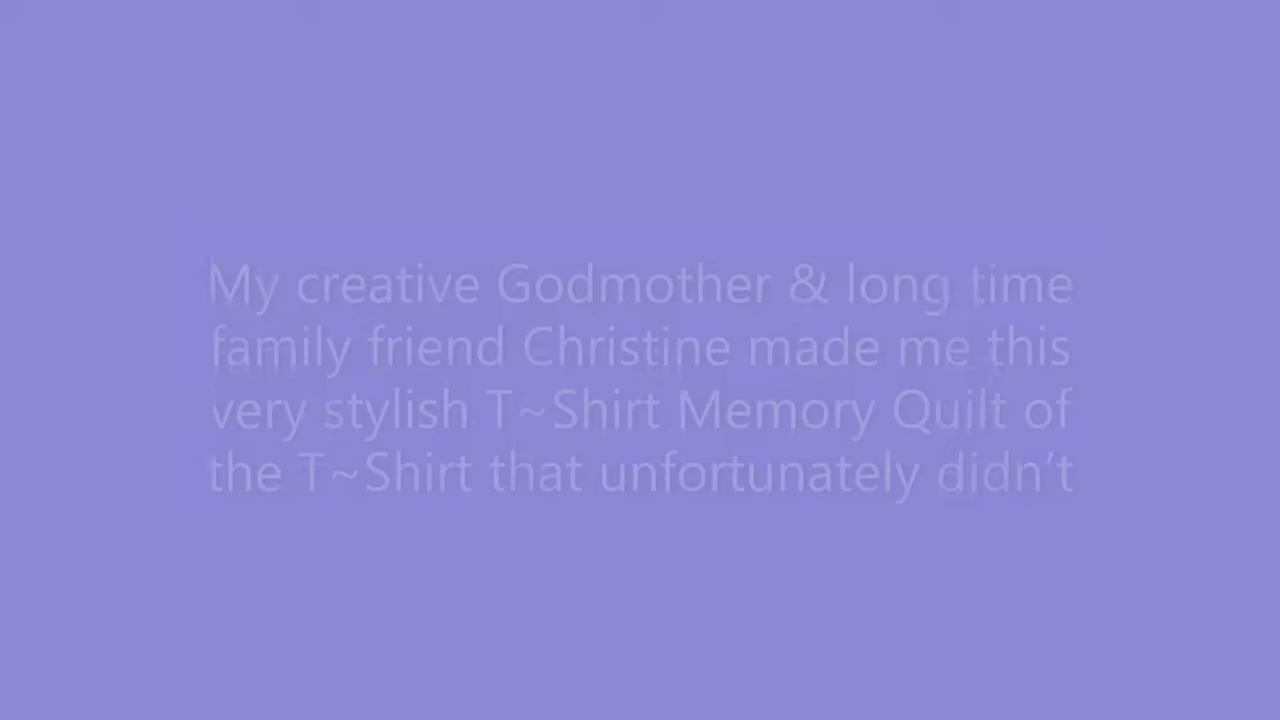 My creative Godmother & long time
family friend Christine made me this
very stylish T~Shirt Memory Quilt of
the T~Shirt that unfortunately didn’t